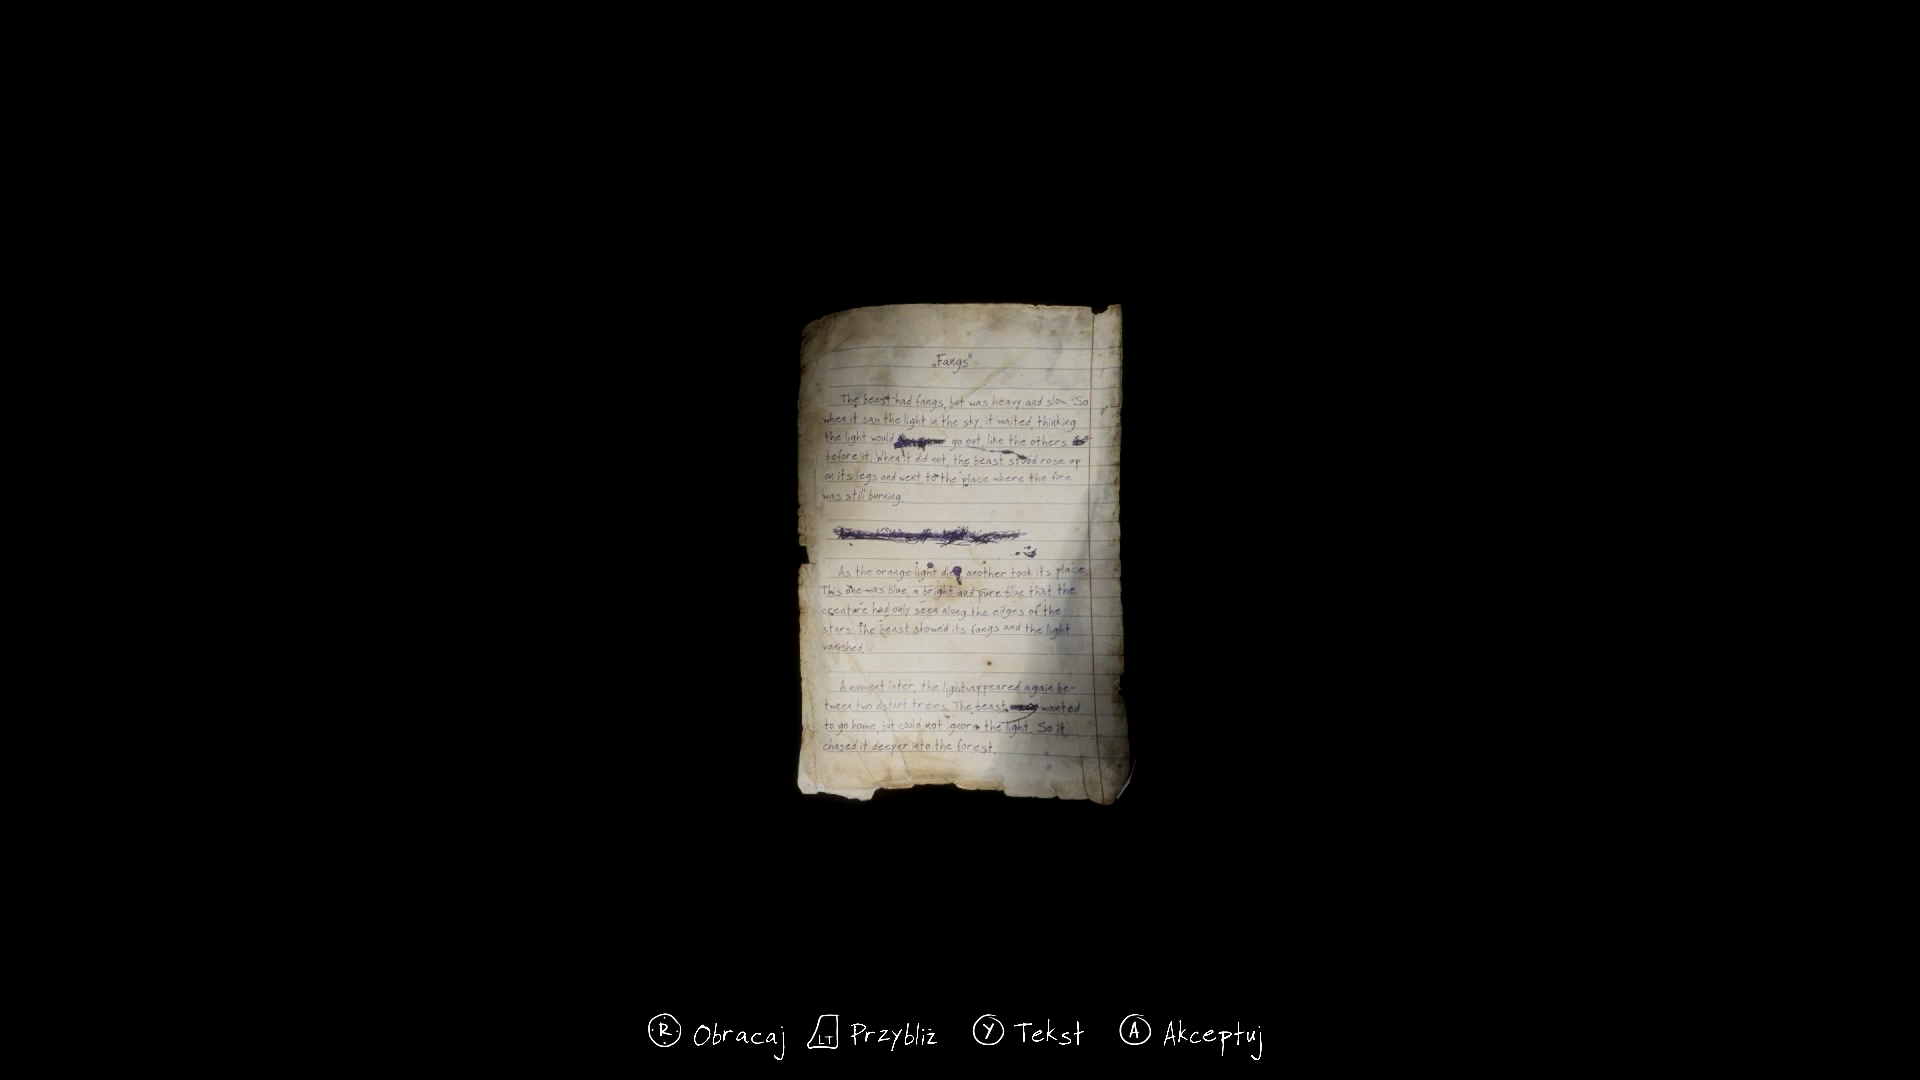 „Fangs"
The beast had fangs, but was heavy and slow. So
when it saw the light in the sky, it waited, thinking
the light would go out, like the others
before it. When it did not, the beast stood rose up
on its legs and went to the place where the fire
was still burning.
As the orange light died another took its place.
This one was blue, a bright and pure blue that the
creature had only seen along the edges of the
stars. The beast showed its fangs and the light
vanished.
A moment later, the light appeared again be-
tween two distant trees. The beast wanted
to go home, but could not ignore the light. So it
chased it deeper into the forest.
R Obracaj LT Przybliż Y Tekst A Akceptuj